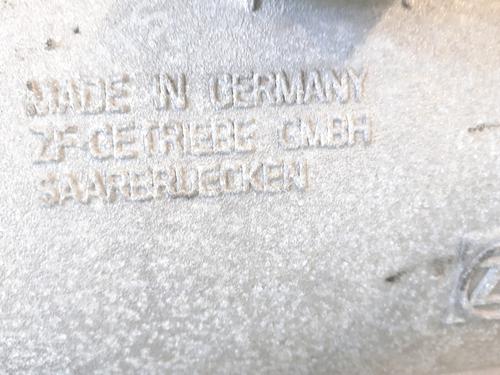 MADE IN GERMANY
ZF-GETRIEBE GMBH
SAARBRUECKEN